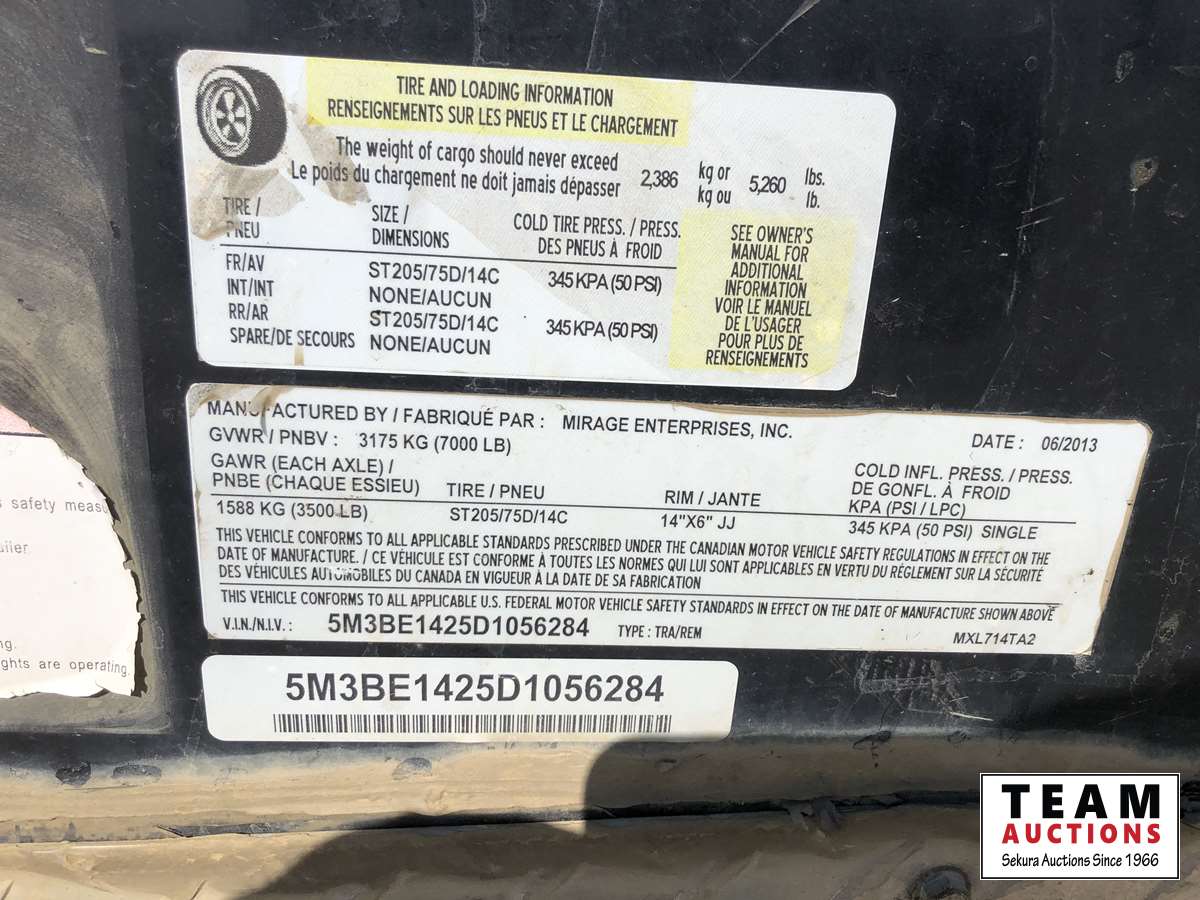 TIRE AND LOADING INFORMATION
RENSEIGNEMENTS SUR LES PNEUS ET LE CHARGEMENT
The weight of cargo should never exceed
Le poids du chargement ne doit jamais dépasser
2,386 kg or 5,260 lbs.
kg ou lb.
TIRE / SIZE / COLD TIRE PRESS. / PRESS.
PNEU DIMENSIONS DES PNEUS À FROID
FR/AV ST205/75D/14C 345 KPA (50 PSI)
INT/INT NONE/AUCUN
RR/AR ST205/75D/14C 345 KPA (50 PSI)
SPARE/DE SECOURS NONE/AUCUN
SEE OWNER'S
MANUAL FOR
ADDITIONAL
INFORMATION
VOIR LE MANUEL
DE L'USAGER
POUR PLUS DE
RENSEIGNEMENTS
MANUFACTURED BY / FABRIQUÉ PAR : MIRAGE ENTERPRISES, INC.
GVWR / PNBV : 3175 KG (7000 LB) DATE : 06/2013
GAWR (EACH AXLE) / COLD INFL. PRESS. / PRESS.
PNBE (CHAQUE ESSIEU) TIRE / PNEU RIM / JANTE DE GONFL. À FROID
KPA (PSI / LPC)
1588 KG (3500 LB) ST205/75D/14C 14"X6" JJ 345 KPA (50 PSI) SINGLE
THIS VEHICLE CONFORMS TO ALL APPLICABLE STANDARDS PRESCRIBED UNDER THE CANADIAN MOTOR VEHICLE SAFETY REGULATIONS IN EFFECT ON THE
DATE OF MANUFACTURE. / CE VÉHICULE EST CONFORME À TOUTES LES NORMES QUI LUI SONT APPLICABLES EN VERTU DU RÉGLEMENT SUR LA SÉCURITÉ
DES VÉHICULES AUTOMOBILES DU CANADA EN VIGUEUR À LA DATE DE SA FABRICATION
THIS VEHICLE CONFORMS TO ALL APPLICABLE U.S. FEDERAL MOTOR VEHICLE SAFETY STANDARDS IN EFFECT ON THE DATE OF MANUFACTURE SHOWN ABOVE
V.I.N./N.I.V. : 5M3BE1425D1056284 TYPE : TRA/REM MXL714TA2
5M3BE1425D1056284
safety
ghts are operating
TEAM
AUCTIONS
Sekura Auctions Since 1966